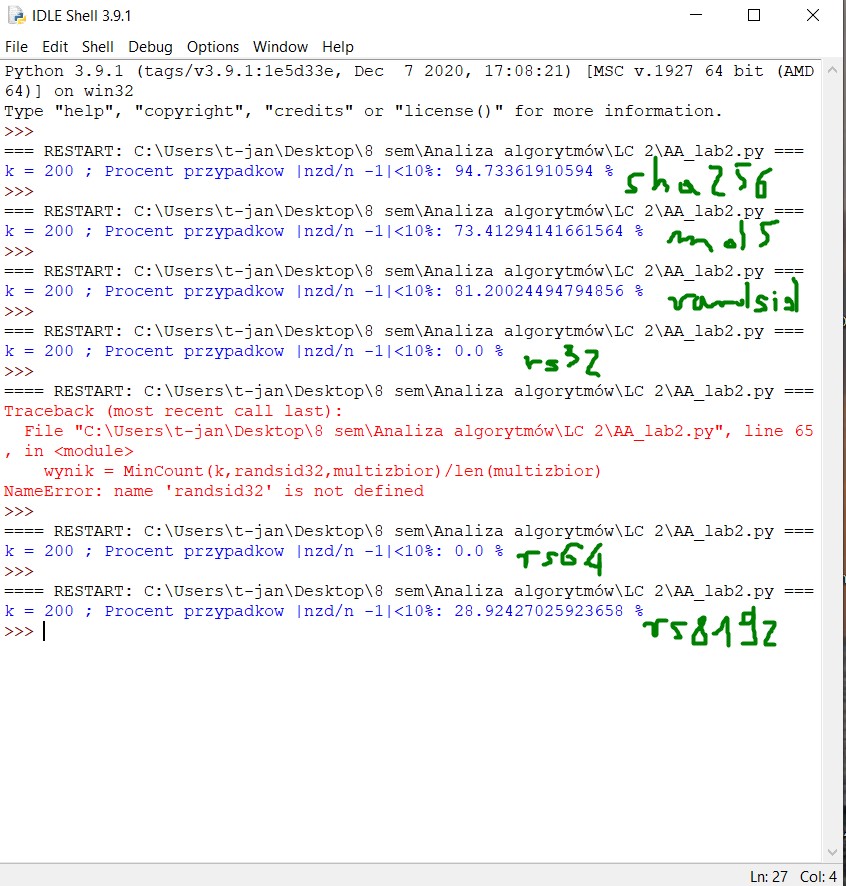 IDLE Shell 3.9.1
File Edit Shell Debug Options Window Help
Python 3.9.1 (tags/v3.9.1:1e5d33e, Dec  7 2020, 17:08:21) [MSC v.1927 64 bit (AMD
64)] on win32
Type "help", "copyright", "credits" or "license()" for more information.
>>>
=== RESTART: C:\Users\t-jan\Desktop\8 sem\Analiza algorytmów\LC 2\AA_lab2.py ===
k = 200 ; Procent przypadkow |nzd/n -1|<10%: 94.73361910594 % sha256
>>>
=== RESTART: C:\Users\t-jan\Desktop\8 sem\Analiza algorytmów\LC 2\AA_lab2.py ===
k = 200 ; Procent przypadkow |nzd/n -1|<10%: 73.41294141661564 % md5
>>>
=== RESTART: C:\Users\t-jan\Desktop\8 sem\Analiza algorytmów\LC 2\AA_lab2.py ===
k = 200 ; Procent przypadkow |nzd/n -1|<10%: 81.20024494794856 % randsid
>>>
=== RESTART: C:\Users\t-jan\Desktop\8 sem\Analiza algorytmów\LC 2\AA_lab2.py ===
k = 200 ; Procent przypadkow |nzd/n -1|<10%: 0.0 % rs32
>>>
==== RESTART: C:\Users\t-jan\Desktop\8 sem\Analiza algorytmów\LC 2\AA_lab2.py ===
Traceback (most recent call last):
  File "C:\Users\t-jan\Desktop\8 sem\Analiza algorytmów\LC 2\AA_lab2.py", line 65
, in <module>
    wynik = MinCount(k,randsid32,multizbior)/len(multizbior)
NameError: name 'randsid32' is not defined
>>>
==== RESTART: C:\Users\t-jan\Desktop\8 sem\Analiza algorytmów\LC 2\AA_lab2.py ===
k = 200 ; Procent przypadkow |nzd/n -1|<10%: 0.0 % rs64
>>>
==== RESTART: C:\Users\t-jan\Desktop\8 sem\Analiza algorytmów\LC 2\AA_lab2.py ===
k = 200 ; Procent przypadkow |nzd/n -1|<10%: 28.92427025923658 % rs8192
>>>
Ln: 27 Col: 4